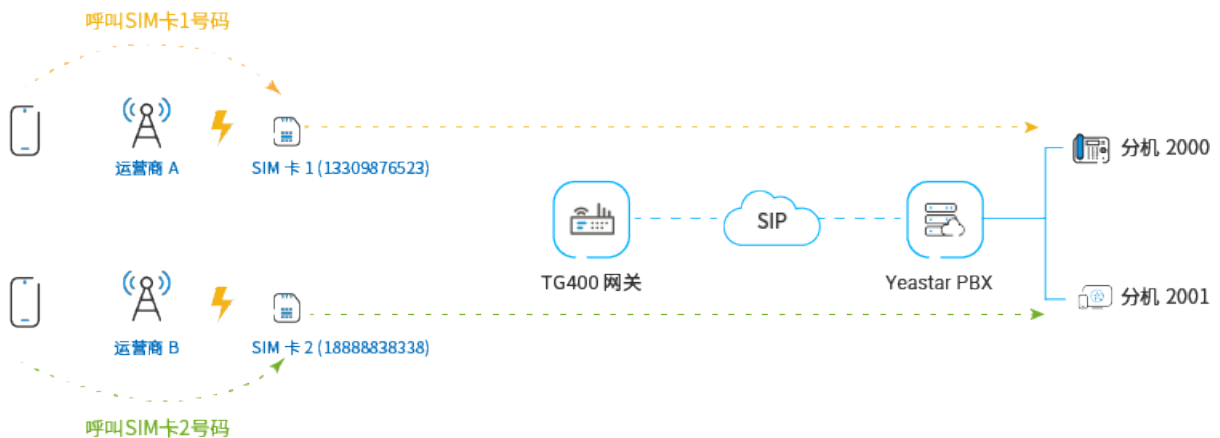 呼叫SIM卡1号码
运营商 A
SIM 卡 1 (13309876523)
分机 2000
SIP
TG400 网关
Yeastar PBX
分机 2001
运营商 B
SIM 卡 2 (18888838338)
呼叫SIM卡2号码